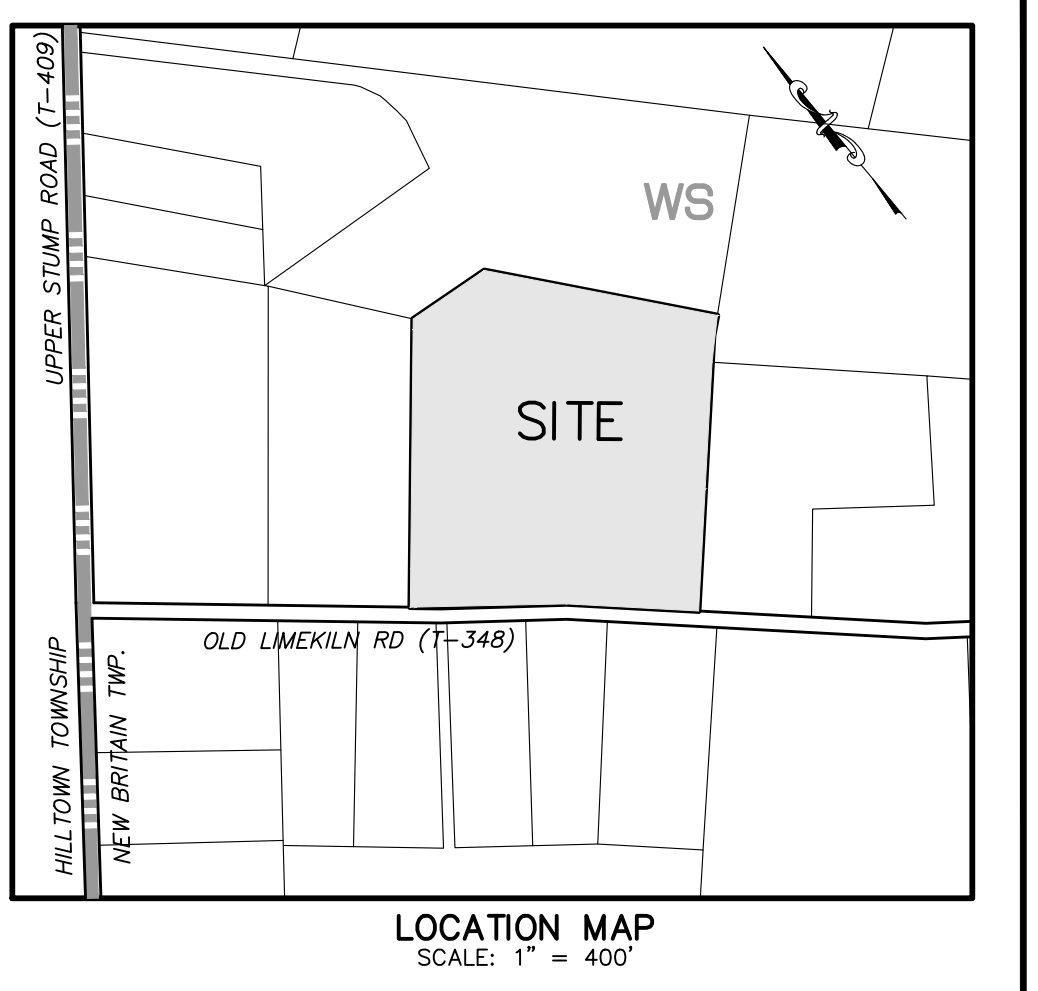 UPPER STUMP ROAD (T-409)
WS
SITE
OLD LIMEKILN RD (T-348)
HILLTOWN TOWNSHIP
NEW BRITAIN TWP.
LOCATION MAP
SCALE: 1" = 400'